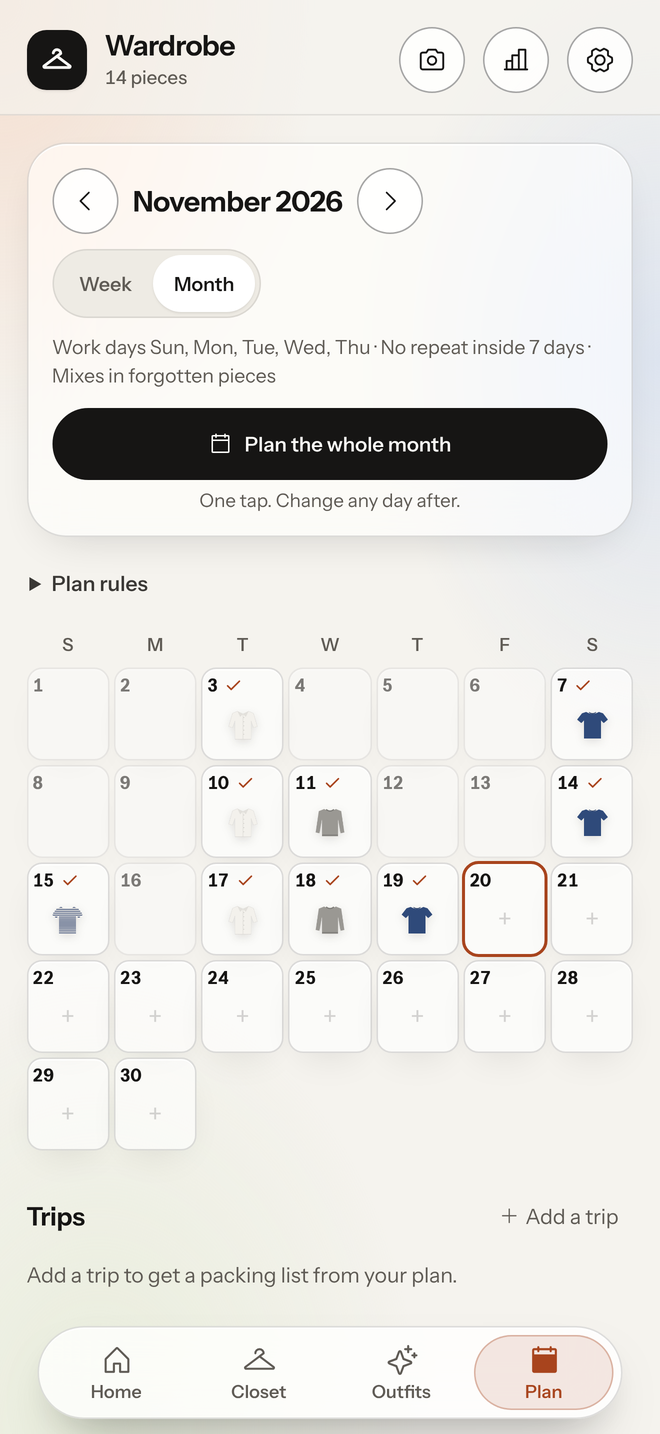 Wardrobe
14 pieces
November 2026
Week Month
Work days Sun, Mon, Tue, Wed, Thu · No repeat inside 7 days ·
Mixes in forgotten pieces
Plan the whole month
One tap. Change any day after.
Plan rules
S M T W T F S
1 2 3 4 5 6 7
8 9 10 11 12 13 14
15 16 17 18 19 20 21
22 23 24 25 26 27 28
29 30
Trips
+ Add a trip
Add a trip to get a packing list from your plan.
Home Closet Outfits Plan